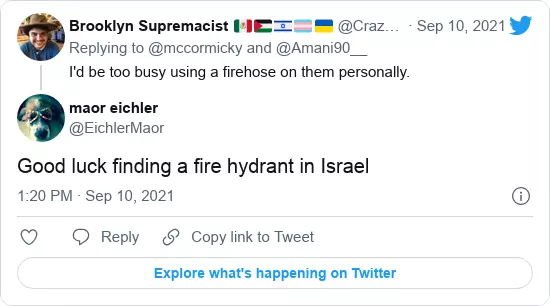 Brooklyn Supremacist 🇲🇽🇵🇸🇮🇱🏳️‍⚧️🇺🇦 @Craz… · Sep 10, 2021
Replying to @mccormicky and @Amani90__
I'd be too busy using a firehose on them personally.
maor eichler
@EichlerMaor
Good luck finding a fire hydrant in Israel
1:20 PM · Sep 10, 2021
Reply
Copy link to Tweet
Explore what's happening on Twitter